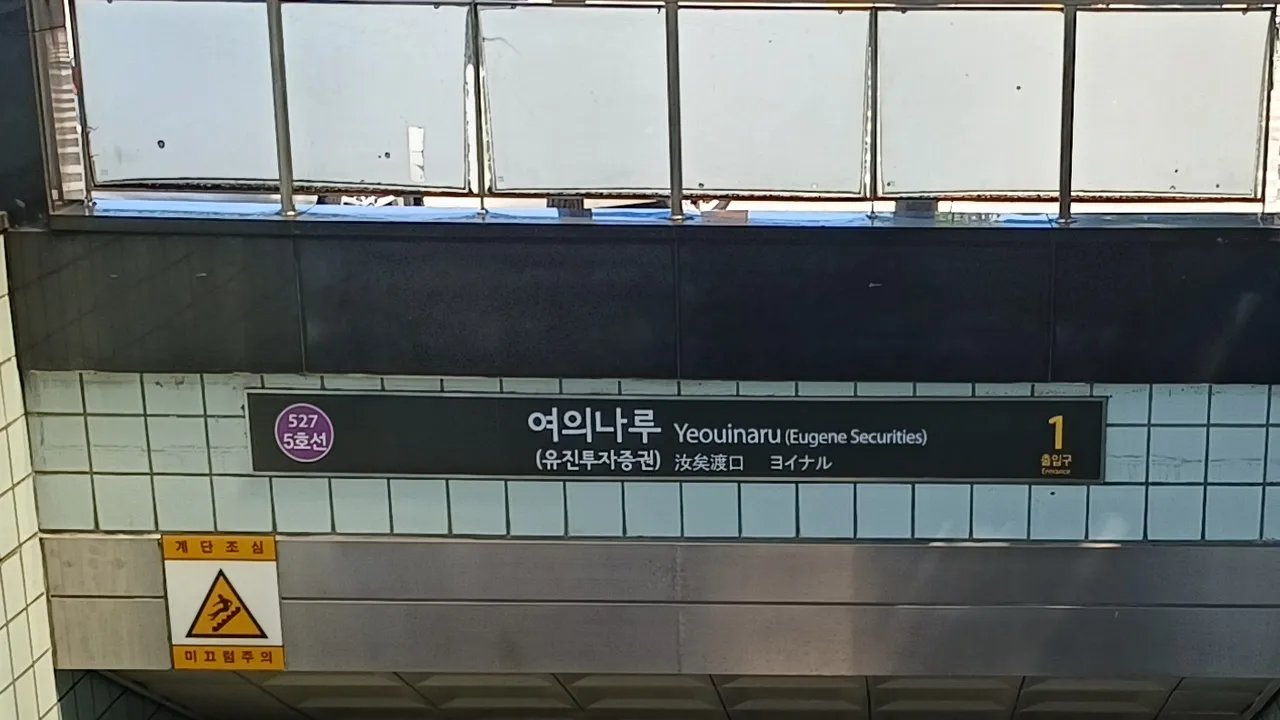 527
5호선
여의나루 Yeouinaru (Eugene Securities)
(유진투자증권) 汝矣渡口 ヨイナル
1
출입구
Entrance
계단조심
미끄럼주의